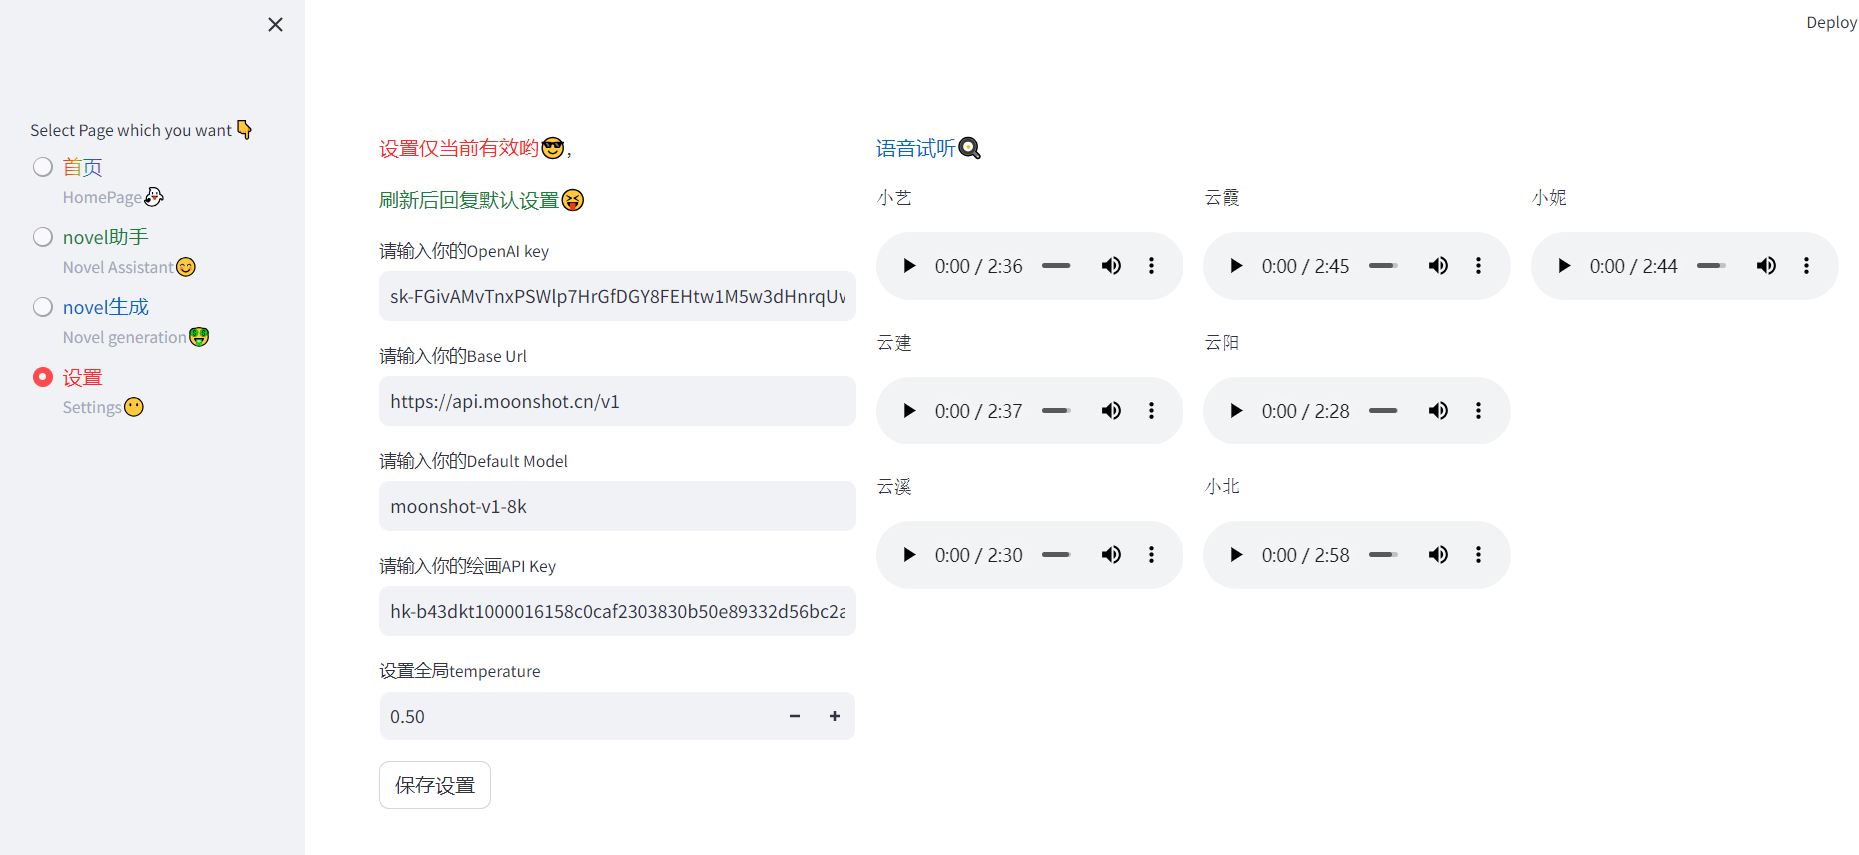 Deploy
Select Page which you want👇
首页
HomePage
novel助手
Novel Assistant😊
novel生成
Novel generation🤑
设置
Settings😶
设置仅当前有效哟😎,
刷新后回复默认设置😝
请输入你的OpenAI key
sk-FGivAMvTnxPSWlp7HrGfDGY8FEHtw1M5w3dHnrqUv
请输入你的Base Url
https://api.moonshot.cn/v1
请输入你的Default Model
moonshot-v1-8k
请输入你的绘画API Key
hk-b43dkt1000016158c0caf2303830b50e89332d56bc2a
设置全局temperature
0.50
保存设置
语音试听🍳
小艺
云霞
小妮
0:00 / 2:36
0:00 / 2:45
0:00 / 2:44
云建
云阳
0:00 / 2:37
0:00 / 2:28
云溪
小北
0:00 / 2:30
0:00 / 2:58